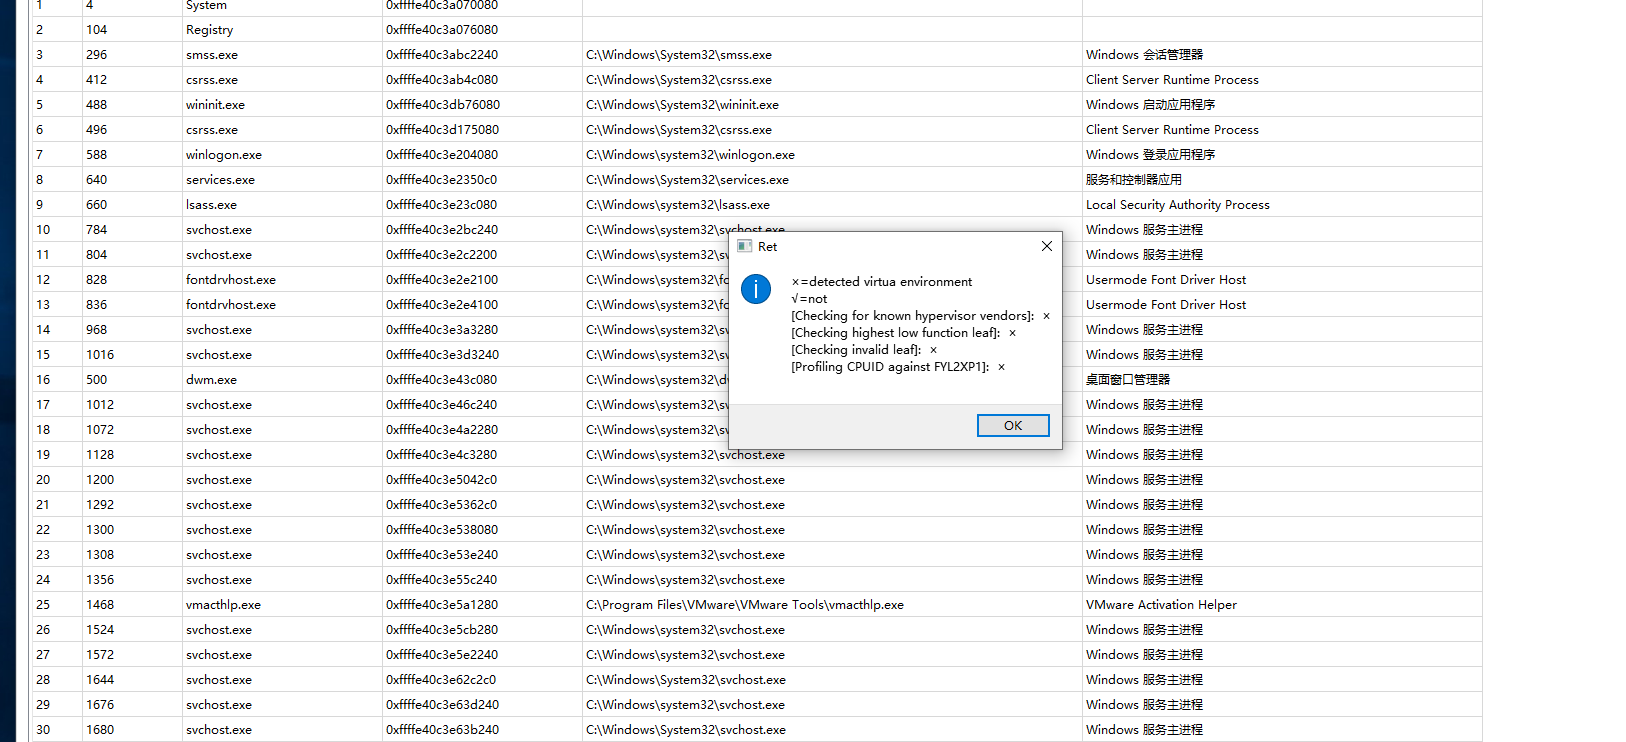 1 4 System 0xffffe40c3a070080
2 104 Registry 0xffffe40c3a076080
3 296 smss.exe 0xffffe40c3abc2240 C:\Windows\System32\smss.exe Windows 会话管理器
4 412 csrss.exe 0xffffe40c3ab4c080 C:\Windows\System32\csrss.exe Client Server Runtime Process
5 488 wininit.exe 0xffffe40c3db76080 C:\Windows\System32\wininit.exe Windows 启动应用程序
6 496 csrss.exe 0xffffe40c3d175080 C:\Windows\System32\csrss.exe Client Server Runtime Process
7 588 winlogon.exe 0xffffe40c3e204080 C:\Windows\system32\winlogon.exe Windows 登录应用程序
8 640 services.exe 0xffffe40c3e2350c0 C:\Windows\System32\services.exe 服务和控制器应用
9 660 lsass.exe 0xffffe40c3e23c080 C:\Windows\system32\lsass.exe Local Security Authority Process
10 784 svchost.exe 0xffffe40c3e2bc240 C:\Windows\system32\svchost.exe Windows 服务主进程
11 804 svchost.exe 0xffffe40c3e2c2200 C:\Windows\system32\sv Windows 服务主进程
12 828 fontdrvhost.exe 0xffffe40c3e2e2100 C:\Windows\system32\fo Usermode Font Driver Host
13 836 fontdrvhost.exe 0xffffe40c3e2e4100 C:\Windows\system32\fo Usermode Font Driver Host
14 968 svchost.exe 0xffffe40c3e3a3280 C:\Windows\system32\sv Windows 服务主进程
15 1016 svchost.exe 0xffffe40c3e3d3240 C:\Windows\system32\sv Windows 服务主进程
16 500 dwm.exe 0xffffe40c3e43c080 C:\Windows\system32\d 桌面窗口管理器
17 1012 svchost.exe 0xffffe40c3e46c240 C:\Windows\system32\sv Windows 服务主进程
18 1072 svchost.exe 0xffffe40c3e4a2280 C:\Windows\system32\sv Windows 服务主进程
19 1128 svchost.exe 0xffffe40c3e4c3280 C:\Windows\system32\svchost.exe Windows 服务主进程
20 1200 svchost.exe 0xffffe40c3e5042c0 C:\Windows\system32\svchost.exe Windows 服务主进程
21 1292 svchost.exe 0xffffe40c3e5362c0 C:\Windows\system32\svchost.exe Windows 服务主进程
22 1300 svchost.exe 0xffffe40c3e538080 C:\Windows\system32\svchost.exe Windows 服务主进程
23 1308 svchost.exe 0xffffe40c3e53e240 C:\Windows\system32\svchost.exe Windows 服务主进程
24 1356 svchost.exe 0xffffe40c3e55c240 C:\Windows\system32\svchost.exe Windows 服务主进程
25 1468 vmacthlp.exe 0xffffe40c3e5a1280 C:\Program Files\VMware\VMware Tools\vmacthlp.exe VMware Activation Helper
26 1524 svchost.exe 0xffffe40c3e5cb280 C:\Windows\system32\svchost.exe Windows 服务主进程
27 1572 svchost.exe 0xffffe40c3e5e2240 C:\Windows\system32\svchost.exe Windows 服务主进程
28 1644 svchost.exe 0xffffe40c3e62c2c0 C:\Windows\System32\svchost.exe Windows 服务主进程
29 1676 svchost.exe 0xffffe40c3e63d240 C:\Windows\system32\svchost.exe Windows 服务主进程
30 1680 svchost.exe 0xffffe40c3e63b240 C:\Windows\System32\svchost.exe Windows 服务主进程
Ret
×=detected virtua environment
√=not
[Checking for known hypervisor vendors]: ×
[Checking highest low function leaf]: ×
[Checking invalid leaf]: ×
[Profiling CPUID against FYL2XP1]: ×
OK